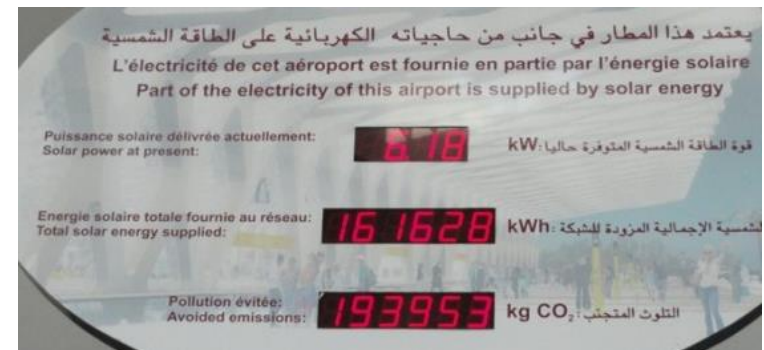 يعتمد هذا المطار في جانب من حاجياته الكهربائية على الطاقة الشمسية
L'électricité de cet aéroport est fournie en partie par l'énergie solaire
Part of the electricity of this airport is supplied by solar energy
Puissance solaire délivrée actuellement:
Solar power at present:
18 kW قوة الطاقة الشمسية المتوفرة حاليا:
Energie solaire totale fournie au réseau:
Total solar energy supplied:
161628 kWh الشمسية الإجمالية المزودة للشبكة:
Pollution évitée:
Avoided emissions:
193953 kg CO₂ التلوث المتجنب: